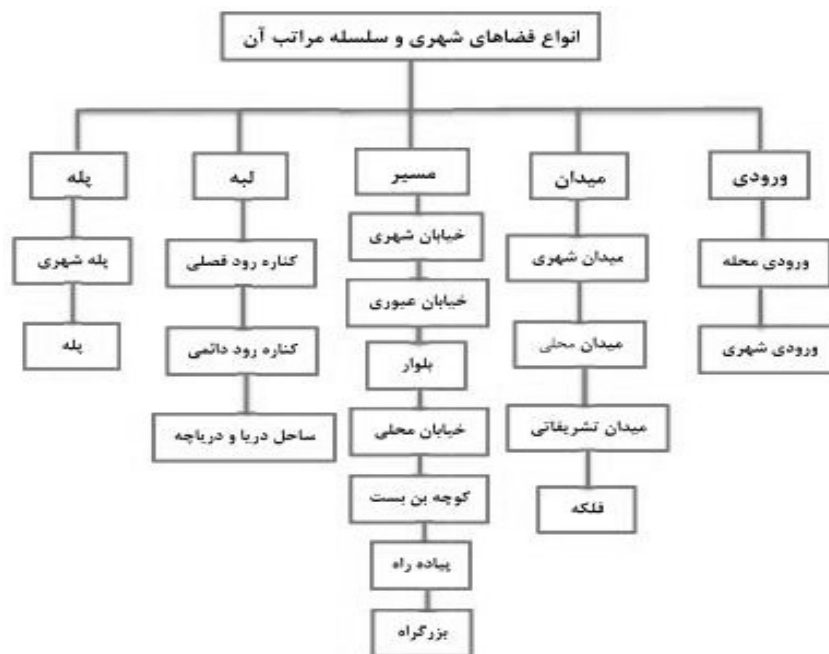 انواع فضاهای شهری و سلسله مراتب آن
ورودی
ورودی محله
ورودی شهری
میدان
میدان شهری
میدان محلی
میدان تشریفاتی
فلکه
مسیر
خیابان شهری
خیابان عبوری
بلوار
خیابان محلی
کوچه بن بست
پیاده راه
بزرگراه
لبه
کناره رود فصلی
کناره رود دائمی
ساحل دریا و دریاچه
پله
پله شهری
پله